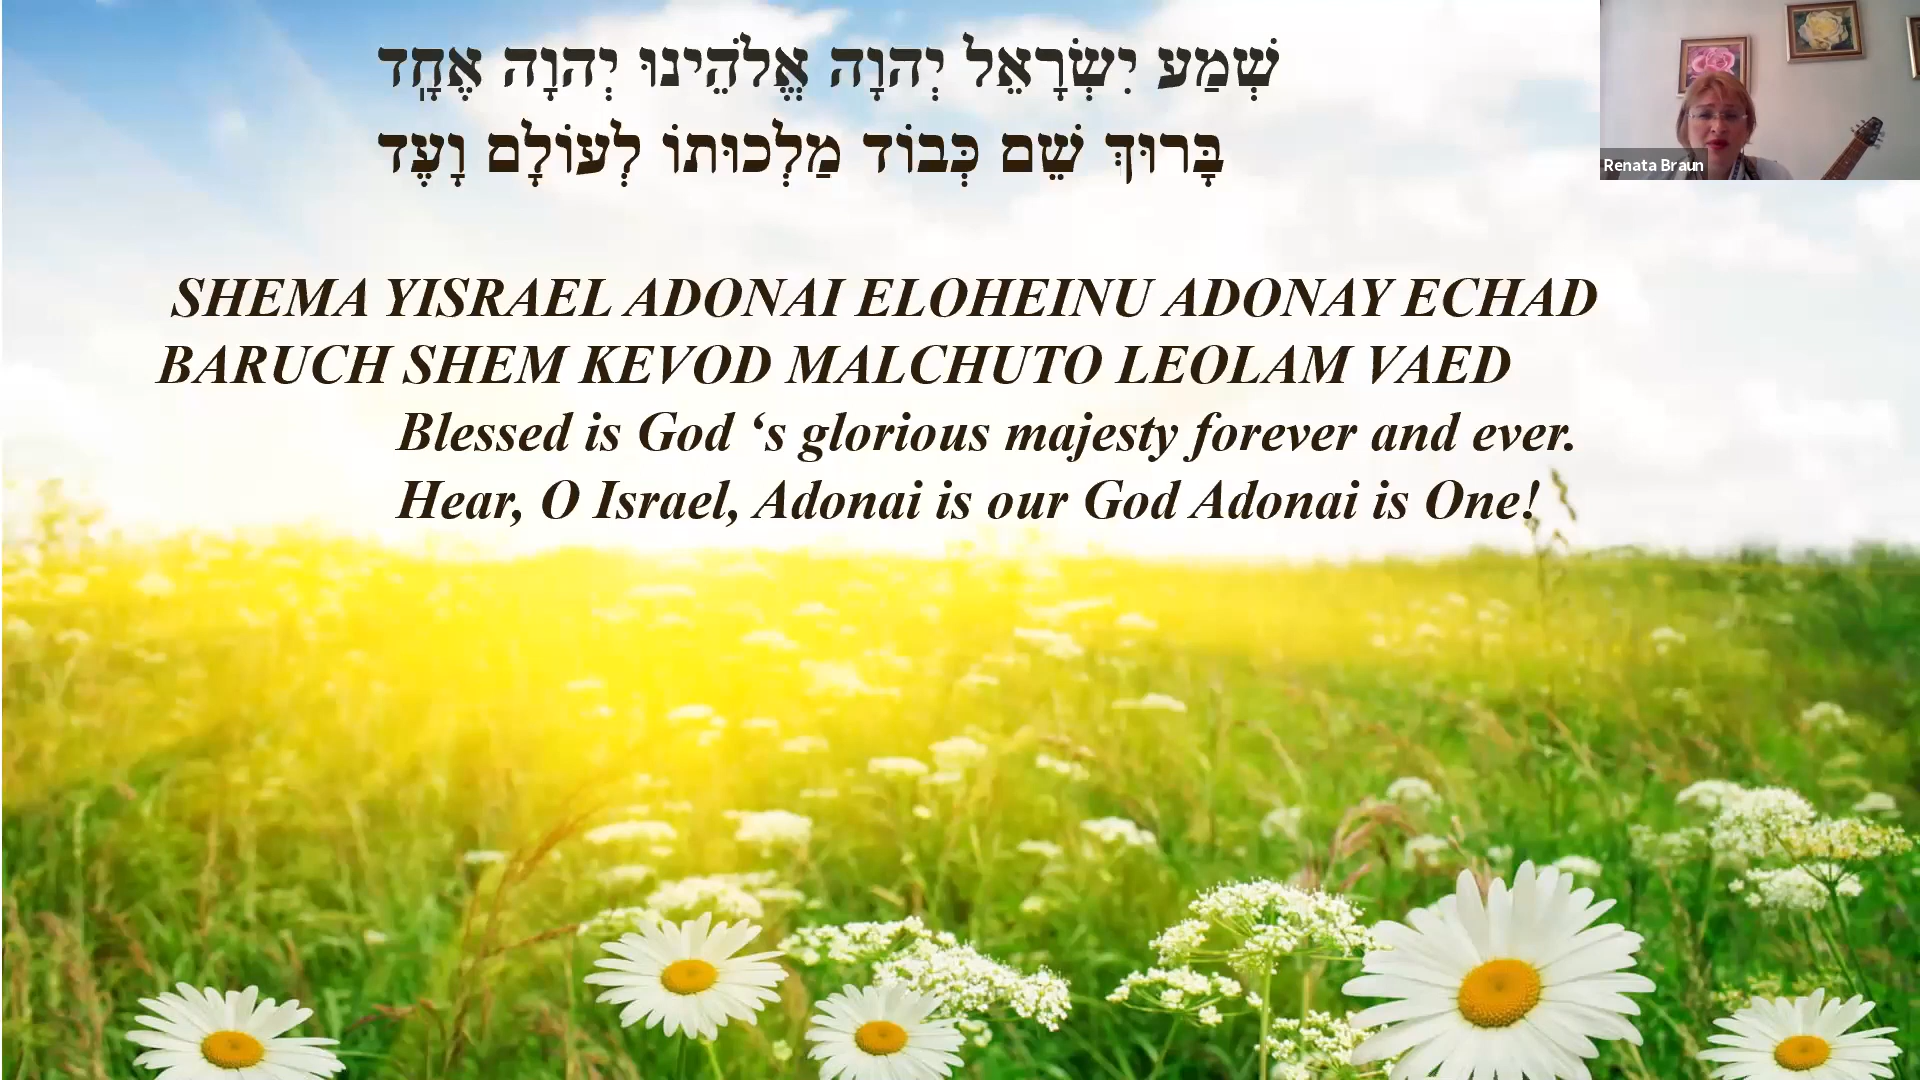 שְׁמַע יִשְׂרָאֵל יְהוָה אֱלֹהֵינוּ יְהוָה אֶחָֽד
בָּרוּךְ שֵׁם כְּבוֹד מַלְכוּתוֹ לְעוֹלָם וָעֶד
SHEMA YISRAEL ADONAI ELOHEINU ADONAY ECHAD
BARUCH SHEM KEVOD MALCHUTO LEOLAM VAED
Blessed is God ‘s glorious majesty forever and ever.
Hear, O Israel, Adonai is our God Adonai is One!
Renata Braun